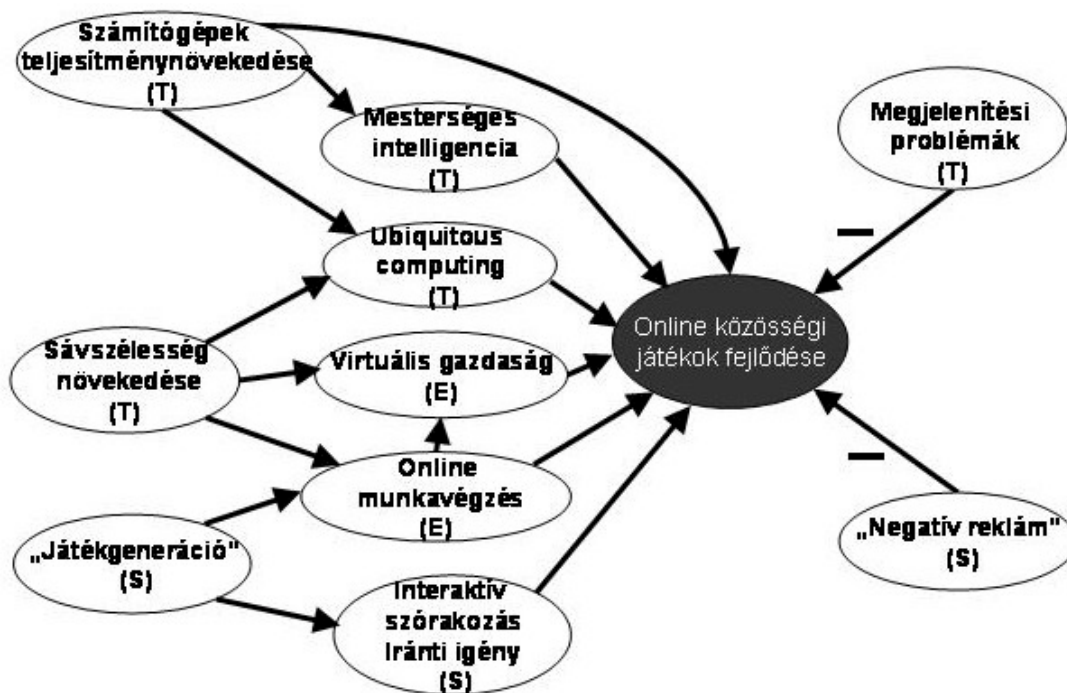 Számítógépek
teljesítménynövekedése
(T)
Mesterséges
intelligencia
(T)
Megjelenítési
problémák
(T)
Ubiquitous
computing
(T)
Online közösségi
játékok fejlődése
Sávszélesség
növekedése
(T)
Virtuális gazdaság
(E)
Online
munkavégzés
(E)
„Játékgeneráció"
(S)
Interaktív
szórakozás
Iránti igény
(S)
„Negatív reklám"
(S)